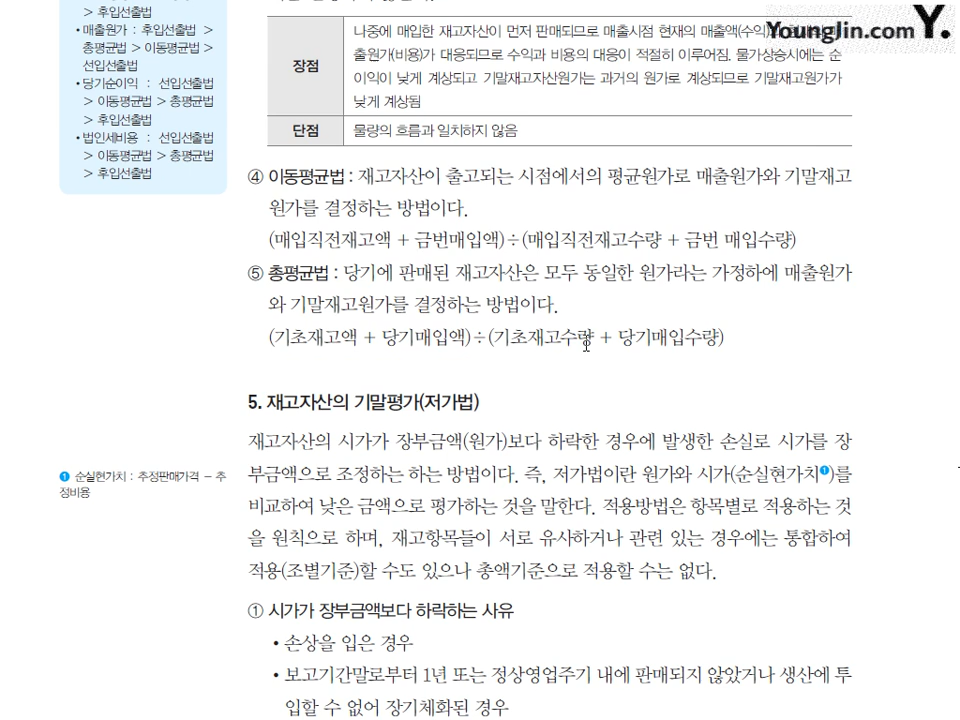 > 후입선출법
• 매출원가 : 후입선출법 >
총평균법 > 이동평균법 >
선입선출법
• 당기순이익 : 선입선출법
> 이동평균법 > 총평균법
> 후입선출법
• 법인세비용 : 선입선출법
> 이동평균법 > 총평균법
> 후입선출법
Younglin.com Y.
장점
나중에 매입한 재고자산이 먼저 판매되므로 매출시점 현재의 매출액(수익)
출원가(비용)가 대응되므로 수익과 비용의 대응이 적절히 이루어짐. 물가상승시에는 순
이익이 낮게 계상되고 기말재고자산원가는 과거의 원가로 계상되므로 기말재고원가가
낮게 계상됨
단점 물량의 흐름과 일치하지 않음
④ 이동평균법 : 재고자산이 출고되는 시점에서의 평균원가로 매출원가와 기말재고
원가를 결정하는 방법이다.
(매입직전재고액 + 금번매입액)÷(매입직전재고수량 + 금번 매입수량)
⑤ 총평균법 : 당기에 판매된 재고자산은 모두 동일한 원가라는 가정하에 매출원가
와 기말재고원가를 결정하는 방법이다.
(기초재고액 + 당기매입액)÷(기초재고수량 + 당기매입수량)
5. 재고자산의 기말평가(저가법)
재고자산의 시가가 장부금액(원가)보다 하락한 경우에 발생한 손실로 시가를 장
부금액으로 조정하는 하는 방법이다. 즉, 저가법이란 원가와 시가(순실현가치❶)를
비교하여 낮은 금액으로 평가하는 것을 말한다. 적용방법은 항목별로 적용하는 것
을 원칙으로 하며, 재고항목들이 서로 유사하거나 관련 있는 경우에는 통합하여
적용(조별기준)할 수도 있으나 총액기준으로 적용할 수는 없다.
❶ 순실현가치 : 추정판매가격 – 추
정비용
① 시가가 장부금액보다 하락하는 사유
• 손상을 입은 경우
• 보고기간말로부터 1년 또는 정상영업주기 내에 판매되지 않았거나 생산에 투
입할 수 없어 장기체화된 경우